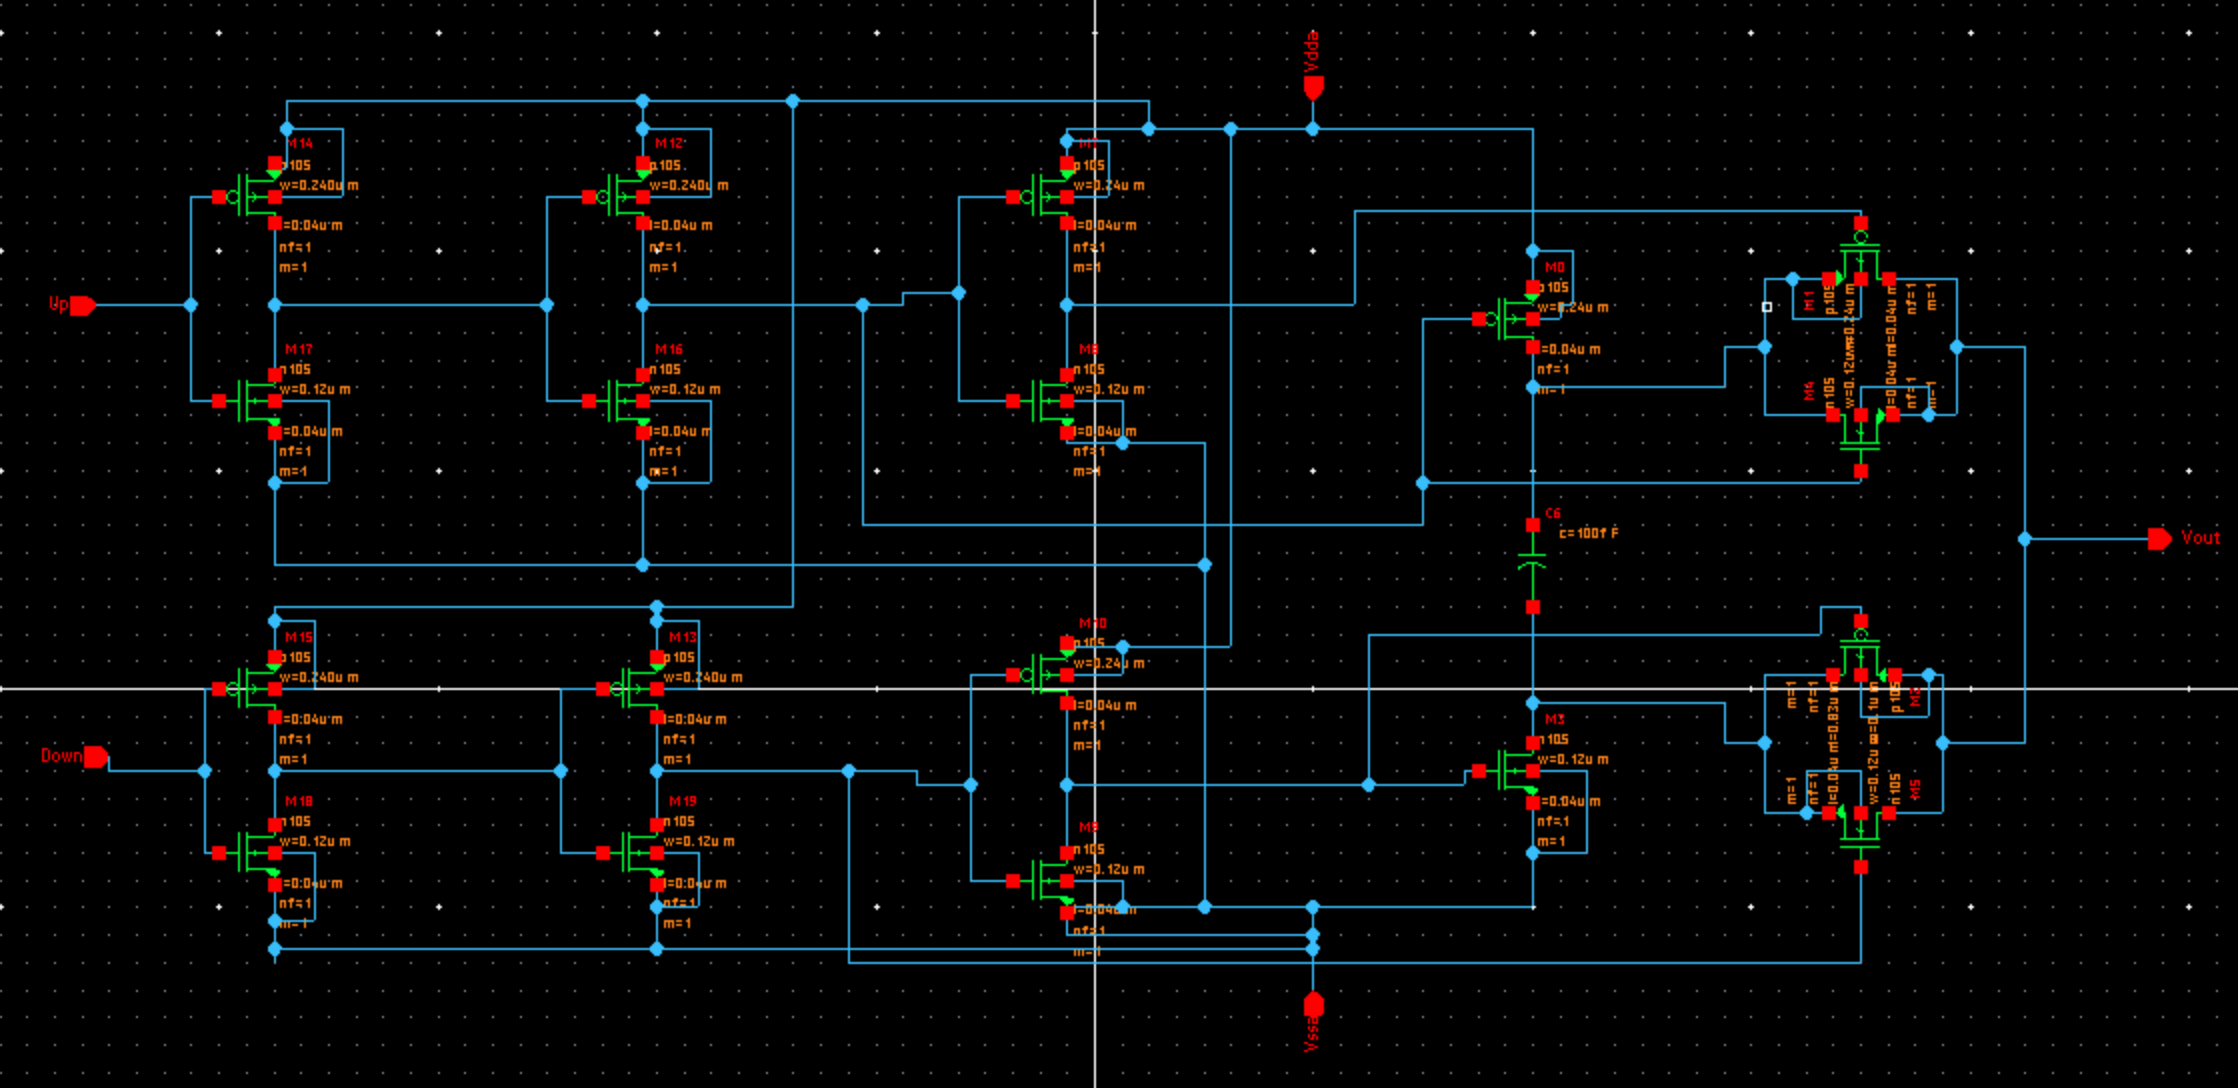 Vdda
M14
p105
w=0.240u m
l=0.04u m
nf=1
m=1
M12
p105
w=0.240u m
l=0.04u m
nf=1
m=1
p105
w=0.24u m
l=0.04u m
nf=1
m=1
Up
M17
n105
w=0.12u m
l=0.04u m
nf=1
m=1
M16
n105
w=0.12u m
l=0.04u m
nf=1
m=1
n105
w=0.12u m
l=0.04u m
nf=1
m=1
M0
p105
w=0.24u m
l=0.04u m
nf=1
m=1
M1
p105
w=0.24u m
l=0.04u m
nf=1
m=1
n105
w=0.12u m
l=0.04u m
nf=1
m=1
C6
c=100f F
Vout
Down
M15
p105
w=0.240u m
l=0.04u m
nf=1
m=1
M13
p105
w=0.240u m
l=0.04u m
nf=1
m=1
M10
p105
w=0.24u m
l=0.04u m
nf=1
m=1
M18
n105
w=0.12u m
l=0.04u m
nf=1
m=1
M19
n105
w=0.12u m
l=0.04u m
nf=1
m=1
M9
n105
w=0.12u m
l=0.04u m
nf=1
m=1
M3
n105
w=0.12u m
l=0.04u m
nf=1
m=1
M2
p105
nf=1
m=1
M5
n105
w=0.12u m
l=0.04u m
nf=1
m=1
Vssa